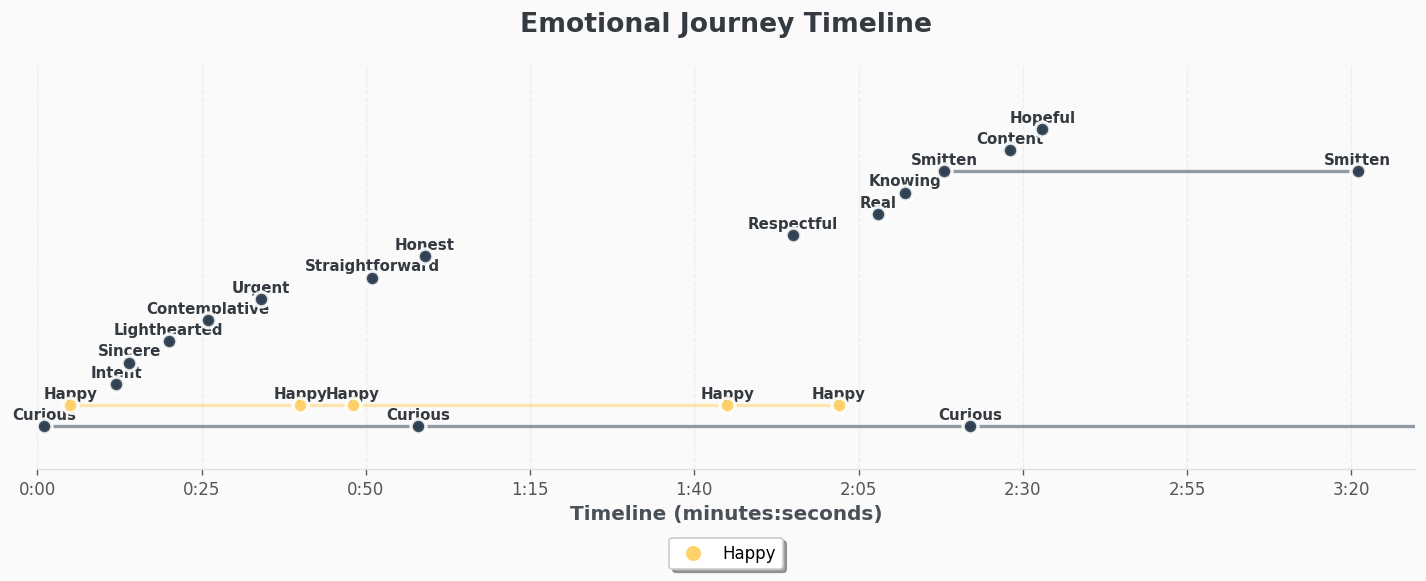 Emotional Journey Timeline
Hopeful
Content
Smitten Smitten
Knowing
Real
Respectful
Honest
Straightforward
Urgent
Contemplative
Lighthearted
Sincere
Intent
Happy Happy Happy Happy Happy
Curious Curious Curious
0:00 0:25 0:50 1:15 1:40 2:05 2:30 2:55 3:20
Timeline (minutes:seconds)
Happy